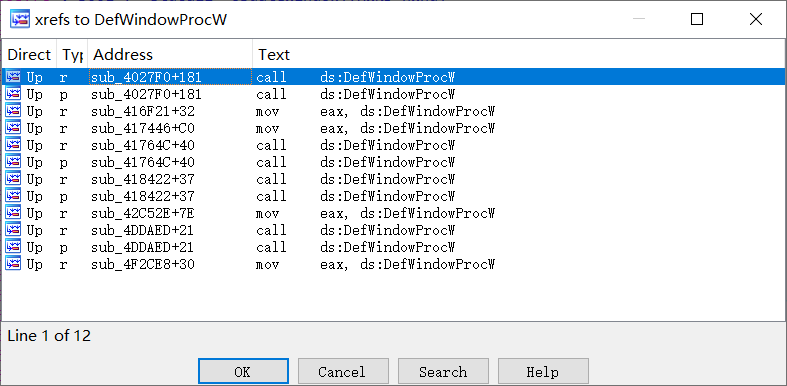 xrefs to DefWindowProcW
Direct Typ Address Text
Up r sub_4027F0+181 call ds:DefWindowProcW
Up p sub_4027F0+181 call ds:DefWindowProcW
Up r sub_416F21+32 mov eax, ds:DefWindowProcW
Up r sub_417446+C0 mov eax, ds:DefWindowProcW
Up r sub_41764C+40 call ds:DefWindowProcW
Up p sub_41764C+40 call ds:DefWindowProcW
Up r sub_418422+37 call ds:DefWindowProcW
Up p sub_418422+37 call ds:DefWindowProcW
Up r sub_42C52E+7E mov eax, ds:DefWindowProcW
Up r sub_4DDAED+21 call ds:DefWindowProcW
Up p sub_4DDAED+21 call ds:DefWindowProcW
Up r sub_4F2CE8+30 mov eax, ds:DefWindowProcW
Line 1 of 12
OK Cancel Search Help